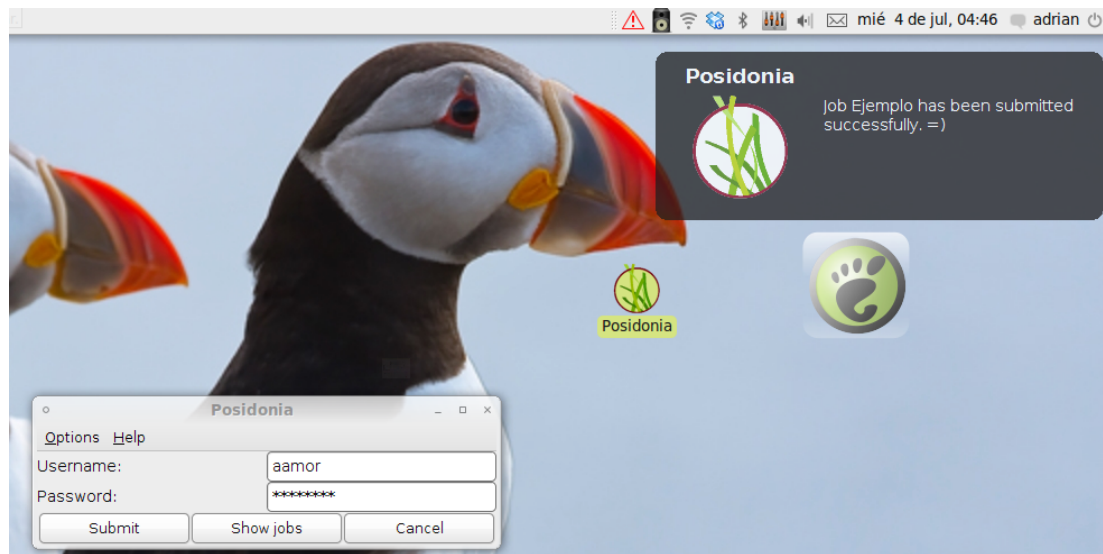 mié 4 de jul, 04:46 adrian
Posidonia
Job Ejemplo has been submitted
successfully. =)
Posidonia
Posidonia
Options Help
Username: aamor
Password: ********
Submit Show jobs Cancel